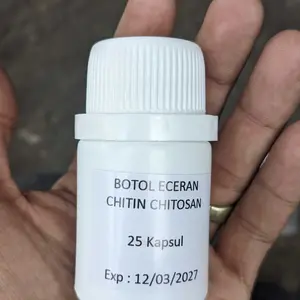 BOTOL ECERAN
CHITIN CHITOSAN
25 Kapsul
Exp : 12/03/2027